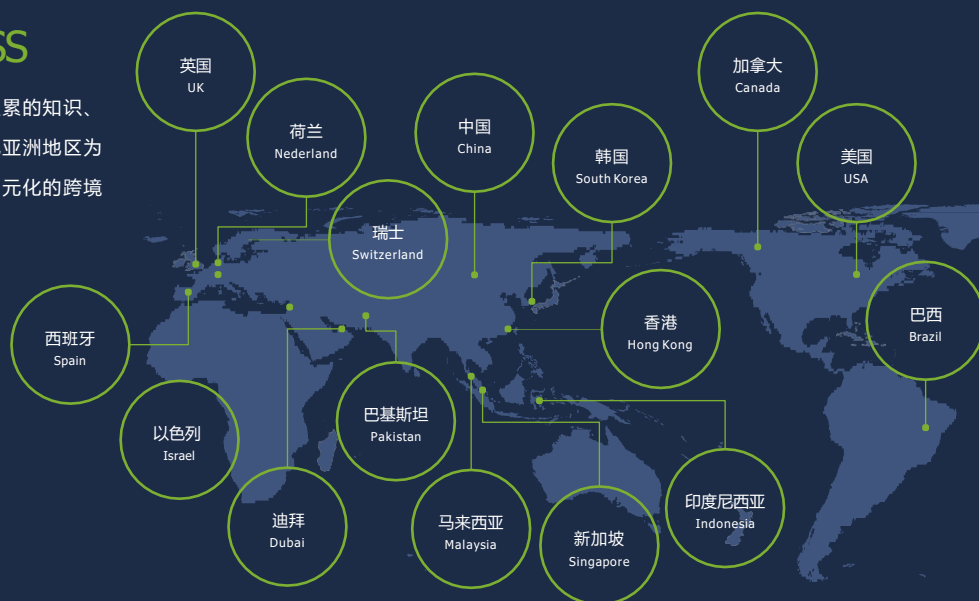 SS
累的知识、
亚洲地区为
元化的跨境
英国
UK
荷兰
Nederland
中国
China
韩国
South Korea
加拿大
Canada
美国
USA
瑞士
Switzerland
西班牙
Spain
香港
Hong Kong
巴西
Brazil
以色列
Israel
巴基斯坦
Pakistan
迪拜
Dubai
马来西亚
Malaysia
新加坡
Singapore
印度尼西亚
Indonesia